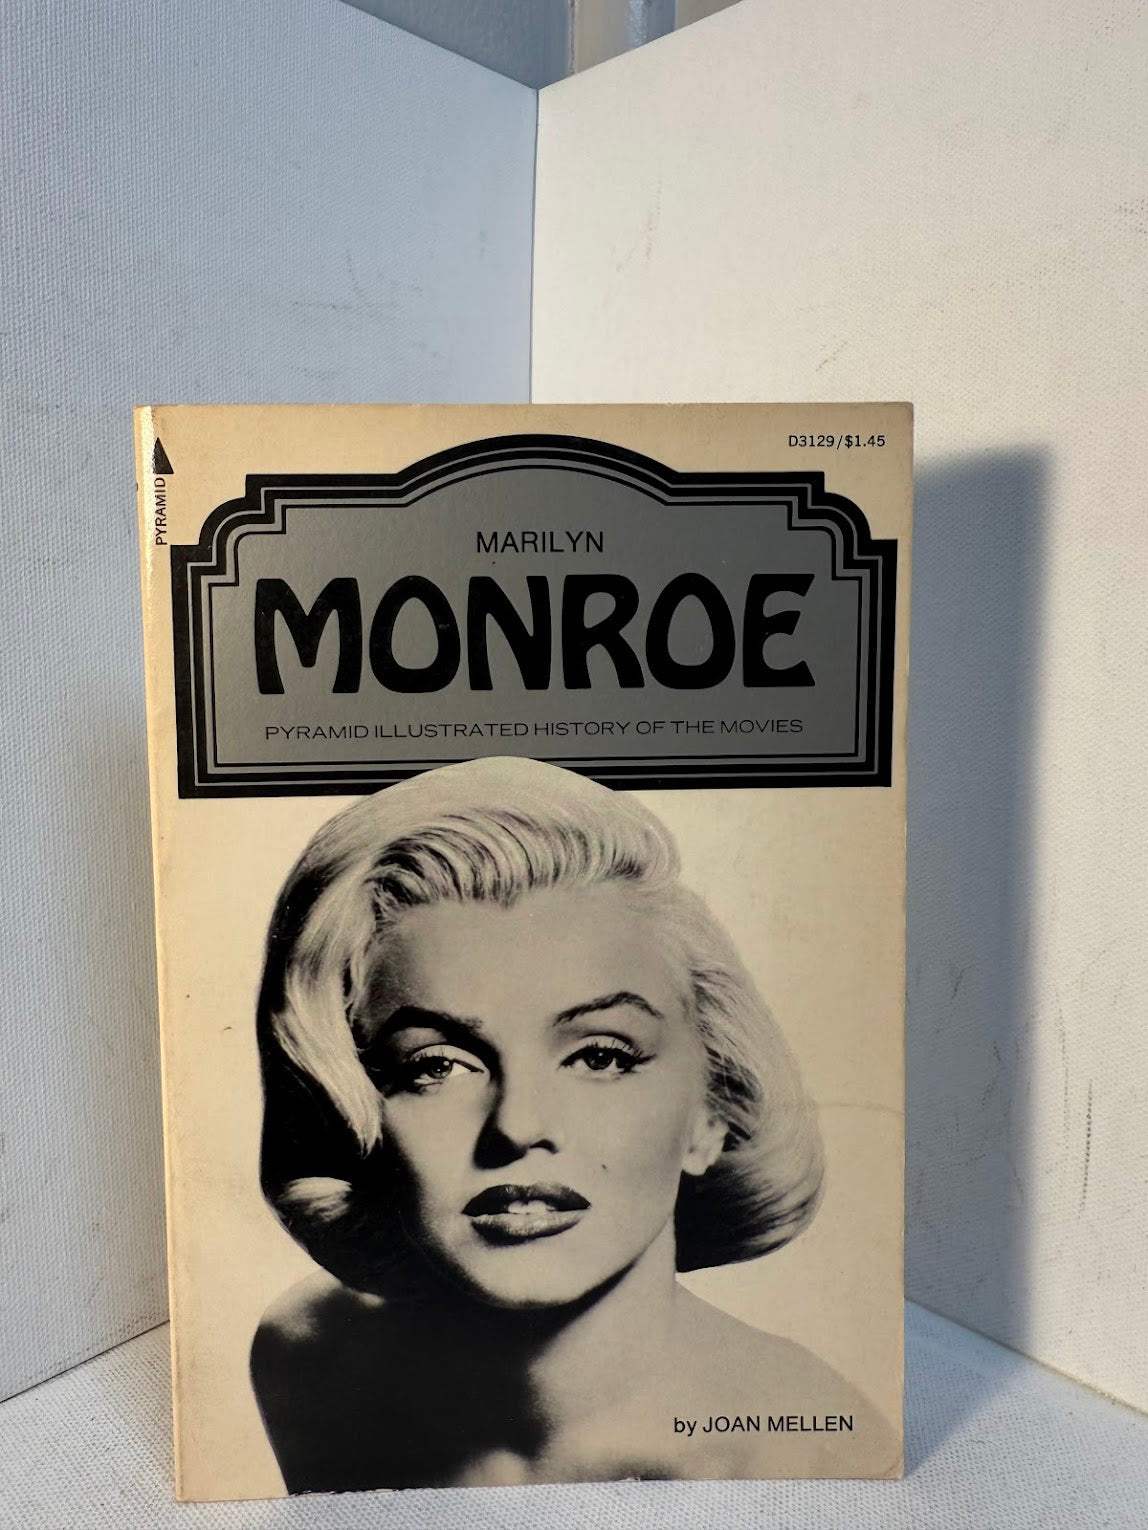 PYRAMID
D3129/$1.45
MARILYN
MONROE
PYRAMID ILLUSTRATED HISTORY OF THE MOVIES
by JOAN MELLEN